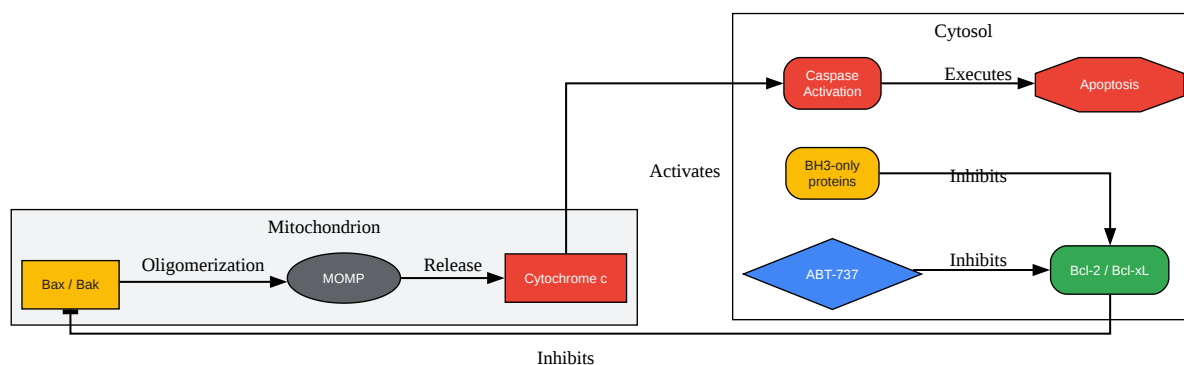 Cytosol
Caspase
Activation
Executes
Apoptosis
BH3-only
proteins
Inhibits
Activates
Mitochondrion
Bax / Bak
Oligomerization
MOMP
Release
Cytochrome c
ABT-737
Inhibits
Bcl-2 / Bcl-xL
Inhibits